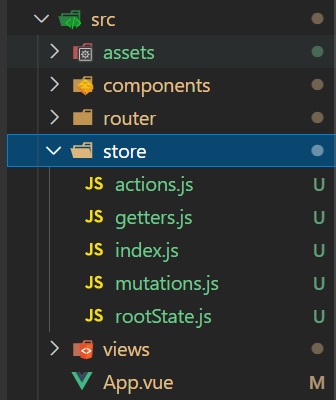 src
assets
components
router
store
JS actions.js U
JS getters.js U
JS index.js U
JS mutations.js U
JS rootState.js U
views
App.vue M